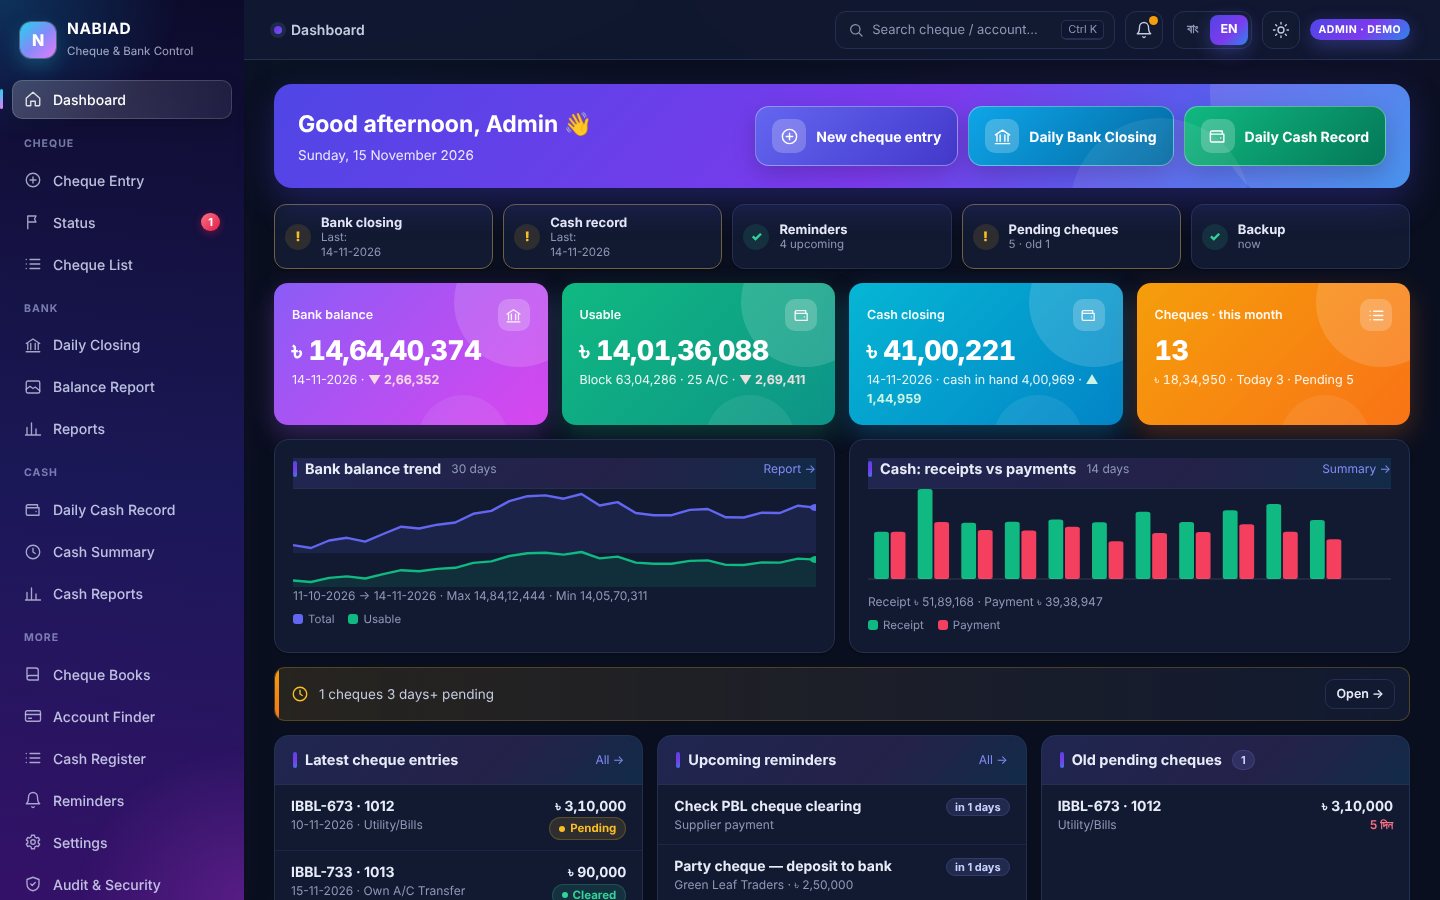 NABIAD
Cheque & Bank Control
Dashboard
CHEQUE
Cheque Entry
Status 1
Cheque List
BANK
Daily Closing
Balance Report
Reports
CASH
Daily Cash Record
Cash Summary
Cash Reports
MORE
Cheque Books
Account Finder
Cash Register
Reminders
Settings
Audit & Security
Dashboard
Search cheque / account... Ctrl K
বাং EN
ADMIN · DEMO
Good afternoon, Admin 👋
Sunday, 15 November 2026
New cheque entry
Daily Bank Closing
Daily Cash Record
Bank closing
Last:
14-11-2026
Cash record
Last:
14-11-2026
Reminders
4 upcoming
Pending cheques
5 · old 1
Backup
now
Bank balance
৳ 14,64,40,374
14-11-2026 · ▼ 2,66,352
Usable
৳ 14,01,36,088
Block 63,04,286 · 25 A/C · ▼ 2,69,411
Cash closing
৳ 41,00,221
14-11-2026 · cash in hand 4,00,969 · ▲
1,44,959
Cheques · this month
13
৳ 18,34,950 · Today 3 · Pending 5
Bank balance trend 30 days Report →
11-10-2026 → 14-11-2026 · Max 14,84,12,444 · Min 14,05,70,311
Total Usable
Cash: receipts vs payments 14 days Summary →
Receipt ৳ 51,89,168 · Payment ৳ 39,38,947
Receipt Payment
1 cheques 3 days+ pending Open →
Latest cheque entries All →
IBBL-673 · 1012 ৳ 3,10,000
10-11-2026 · Utility/Bills Pending
IBBL-733 · 1013 ৳ 90,000
15-11-2026 · Own A/C Transfer Cleared
Upcoming reminders All →
Check PBL cheque clearing in 1 days
Supplier payment
Party cheque — deposit to bank in 1 days
Green Leaf Traders · ৳ 2,50,000
Old pending cheques 1
IBBL-673 · 1012 ৳ 3,10,000
Utility/Bills 5 দিন